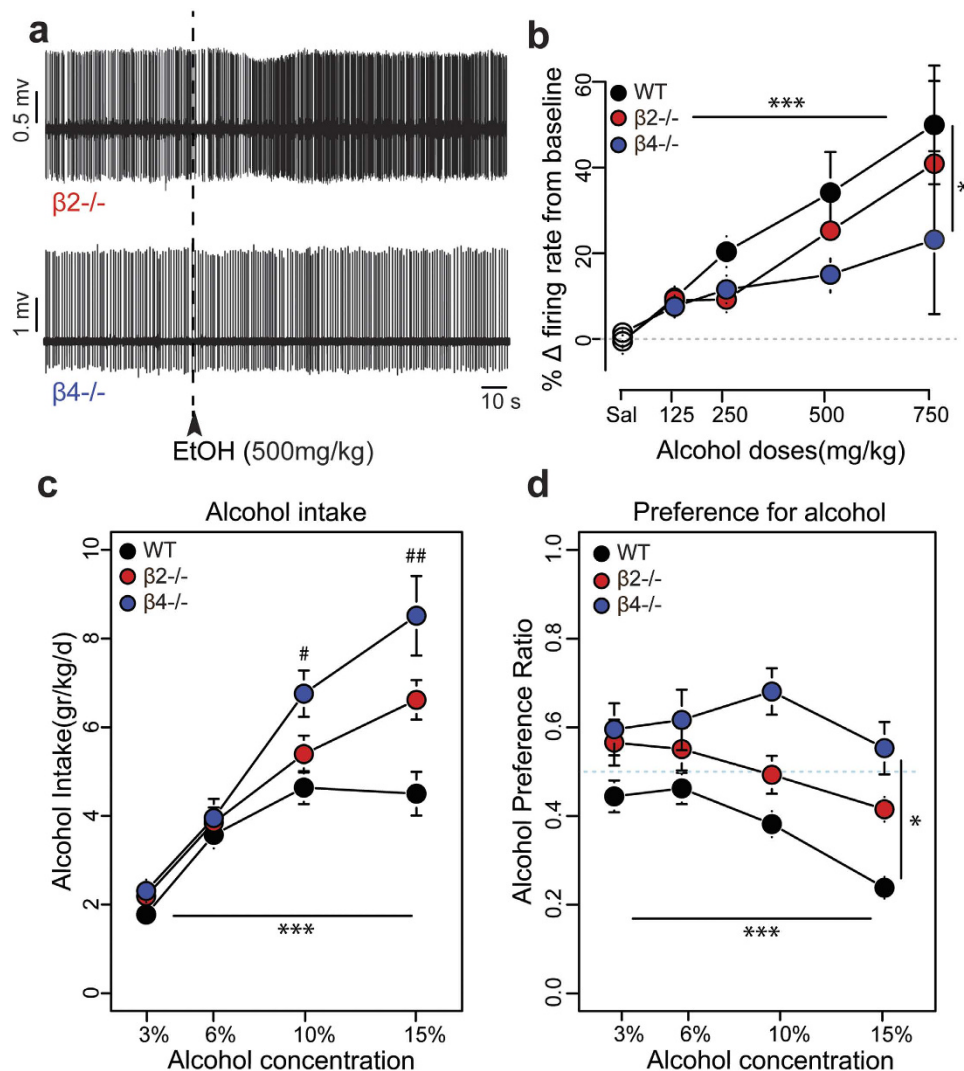 a
0.5 mv
β2-/-
1 mv
β4-/-
10 s
EtOH (500mg/kg)
b
WT
β2-/-
β4-/-
***
*
% Δ firing rate from baseline
60
40
20
0
Sal 125 250 500 750
Alcohol doses(mg/kg)
c
Alcohol intake
WT
β2-/-
β4-/-
##
#
***
Alcohol Intake(gr/kg/d)
10
8
6
4
2
0
3% 6% 10% 15%
Alcohol concentration
d
Preference for alcohol
WT
β2-/-
β4-/-
*
***
Alcohol Preference Ratio
1.0
0.8
0.6
0.4
0.2
0.0
3% 6% 10% 15%
Alcohol concentration